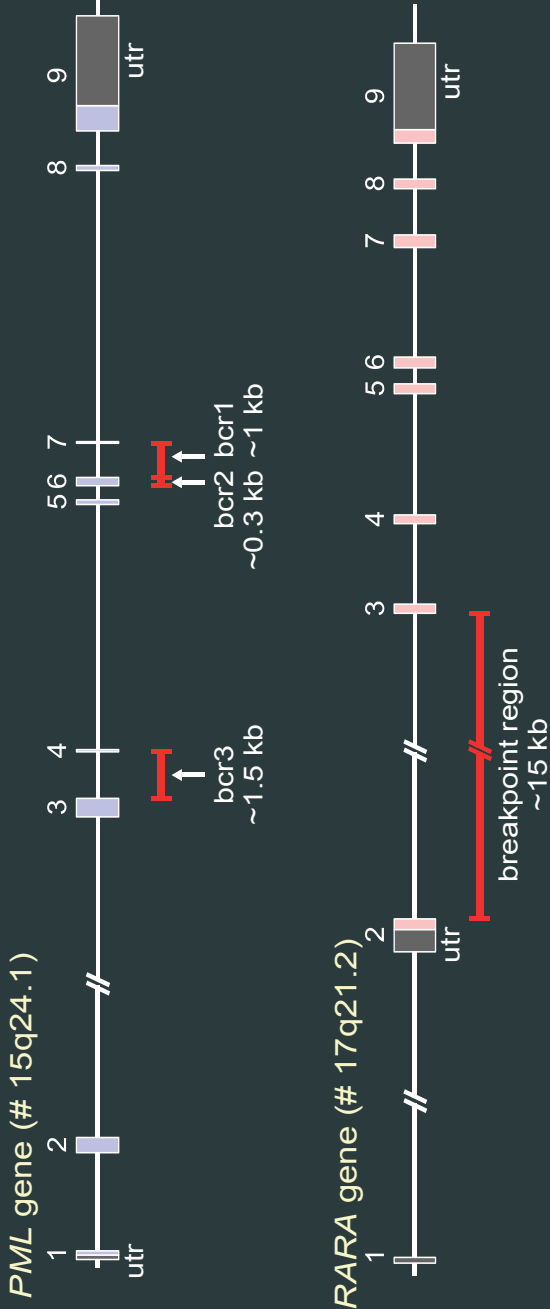 PML gene (# 15q24.1)
1 2 3 4 5 6 7 8 9
utr utr
bcr3 bcr2 bcr1
~1.5 kb ~0.3 kb ~1 kb
RARA gene (# 17q21.2)
1 2 3 4 5 6 7 8 9
utr utr
breakpoint region
~15 kb